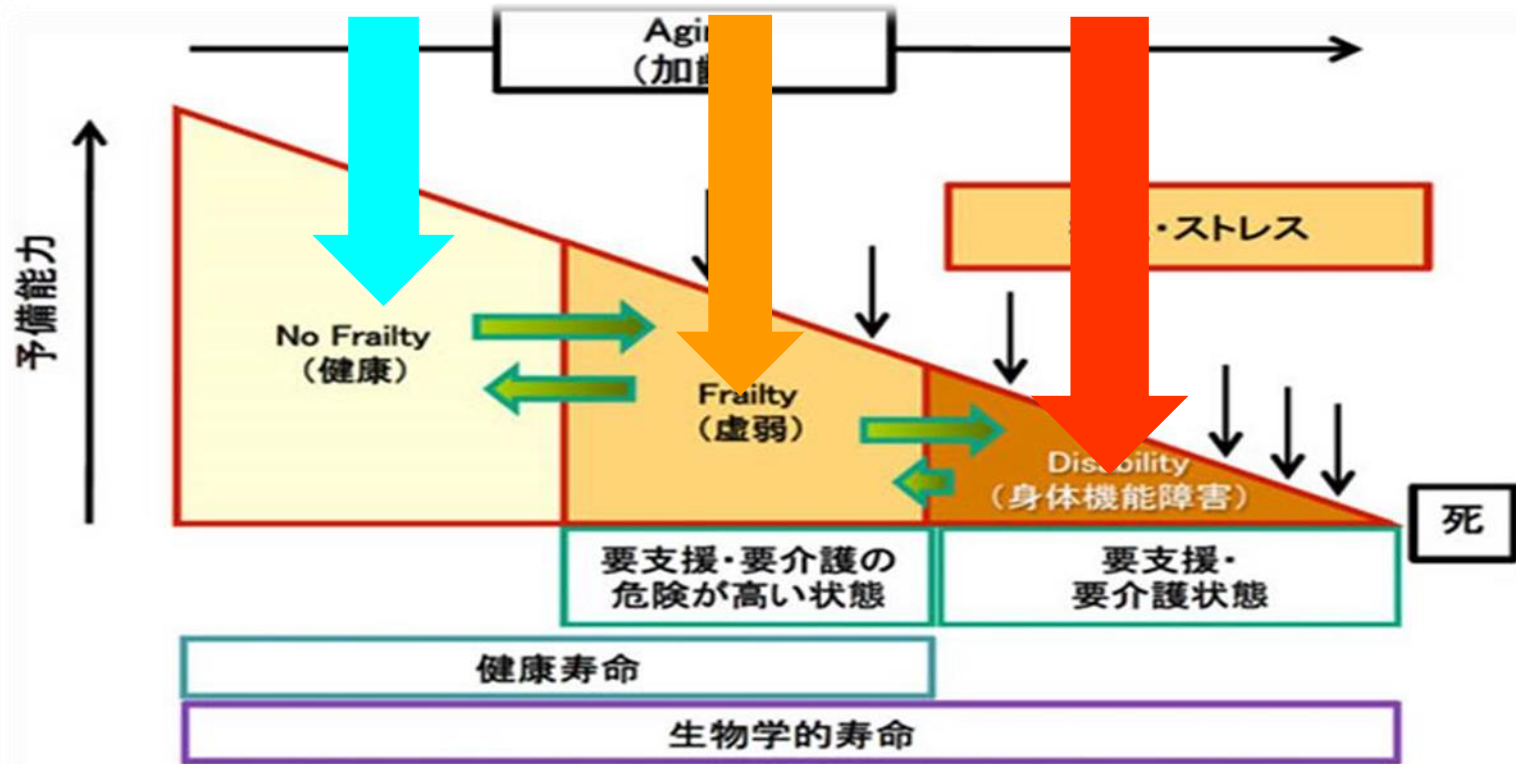 予備能力
・ストレス
No Frailty
（健康）
Frailty
（虚弱）
（身体機能障害）
死
要支援・要介護の
危険が高い状態
要支援・
要介護状態
健康寿命
生物学的寿命